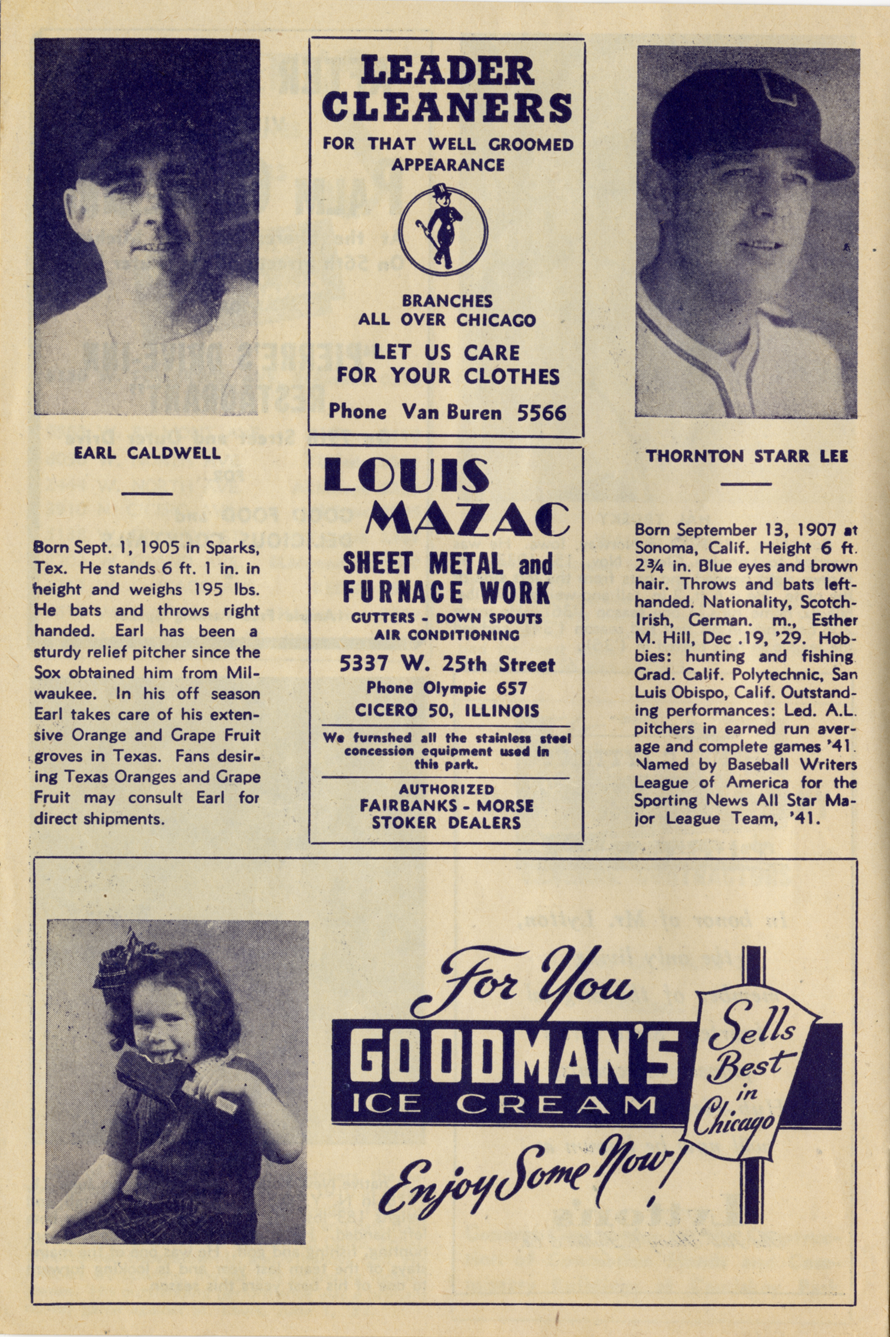 EARL CALDWELL
Born Sept. 1, 1905 in Sparks,
Tex. He stands 6 ft. 1 in. in
height and weighs 195 lbs.
He bats and throws right
handed. Earl has been a
sturdy relief pitcher since the
Sox obtained him from Mil-
waukee. In his off season
Earl takes care of his exten-
sive Orange and Grape Fruit
groves in Texas. Fans desir-
ing Texas Oranges and Grape
Fruit may consult Earl for
direct shipments.
LEADER
CLEANERS
FOR THAT WELL GROOMED
APPEARANCE
BRANCHES
ALL OVER CHICAGO
LET US CARE
FOR YOUR CLOTHES
Phone Van Buren 5566
LOUIS
MAZAC
SHEET METAL and
FURNACE WORK
GUTTERS - DOWN SPOUTS
AIR CONDITIONING
5337 W. 25th Street
Phone Olympic 657
CICERO 50, ILLINOIS
We furnshed all the stainless steel
concession equipment used in
this park.
AUTHORIZED
FAIRBANKS - MORSE
STOKER DEALERS
L
THORNTON STARR LEE
Born September 13, 1907 at
Sonoma, Calif. Height 6 ft.
2¾ in. Blue eyes and brown
hair. Throws and bats left-
handed. Nationality, Scotch-
Irish, German. m., Esther
M. Hill, Dec .19, '29. Hob-
bies: hunting and fishing
Grad. Calif. Polytechnic, San
Luis Obispo, Calif. Outstand-
ing performances: Led. A.L.
pitchers in earned run aver-
age and complete games '41.
Named by Baseball Writers
League of America for the
Sporting News All Star Ma-
jor League Team, '41.
For You
GOODMAN'S
ICE CREAM
Enjoy Some Now!
Sells
Best
in
Chicago